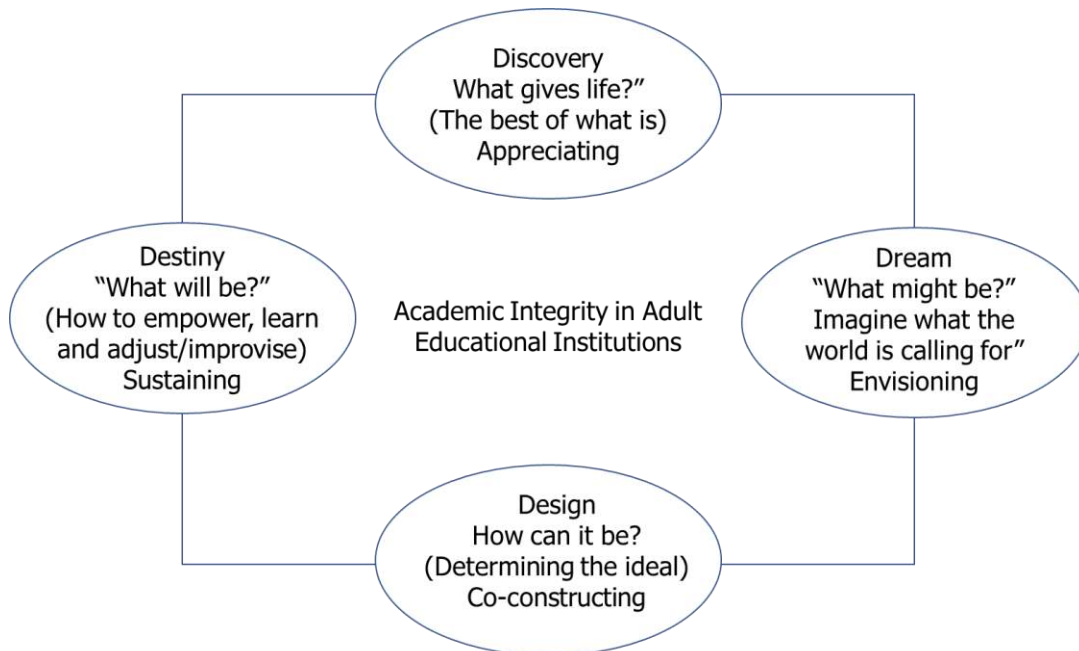 Discovery
What gives life?”
(The best of what is)
Appreciating
Destiny
“What will be?”
(How to empower, learn
and adjust/improvise)
Sustaining
Academic Integrity in Adult
Educational Institutions
Dream
“What might be?”
Imagine what the
world is calling for”
Envisioning
Design
How can it be?
(Determining the ideal)
Co-constructing